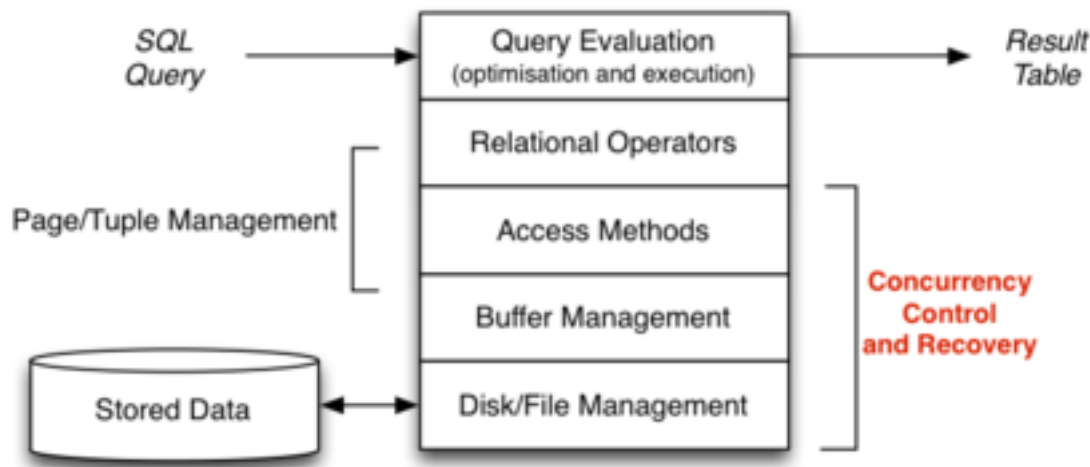 SQL
Query
Query Evaluation
(optimisation and execution)
Result
Table
Relational Operators
Page/Tuple Management
Access Methods
Concurrency
Control
and Recovery
Buffer Management
Stored Data
Disk/File Management